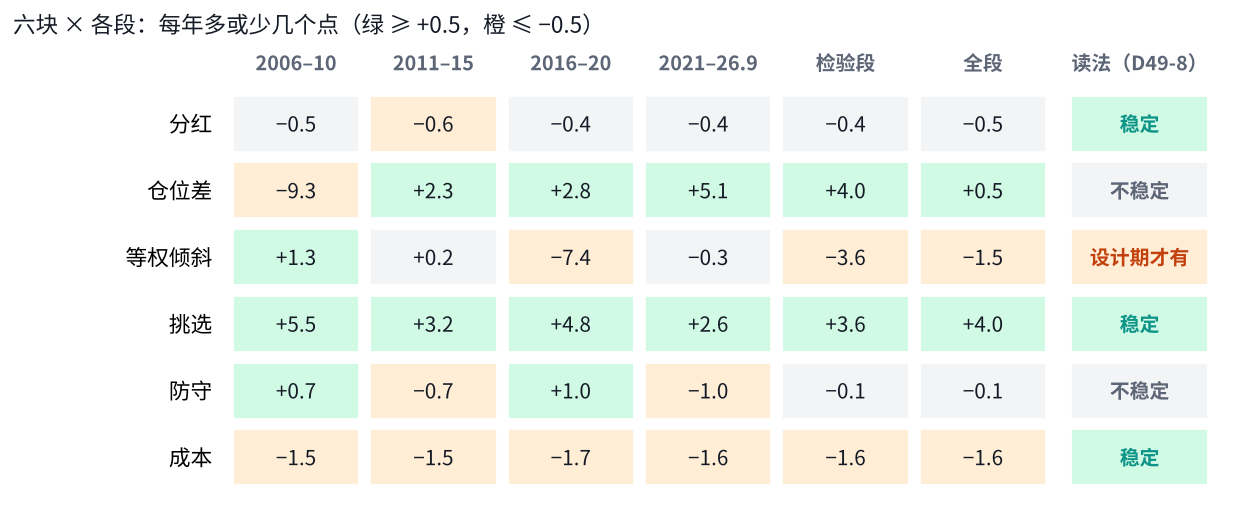 六块 × 各段：每年多或少几个点（绿 ≥ +0.5，橙 ≤ −0.5）
2006–10 2011–15 2016–20 2021–26.9 检验段 全段 读法（D49-8）
分红 −0.5 −0.6 −0.4 −0.4 −0.4 −0.5 稳定
仓位差 −9.3 +2.3 +2.8 +5.1 +4.0 +0.5 不稳定
等权倾斜 +1.3 +0.2 −7.4 −0.3 −3.6 −1.5 设计期才有
挑选 +5.5 +3.2 +4.8 +2.6 +3.6 +4.0 稳定
防守 +0.7 −0.7 +1.0 −1.0 −0.1 −0.1 不稳定
成本 −1.5 −1.5 −1.7 −1.6 −1.6 −1.6 稳定